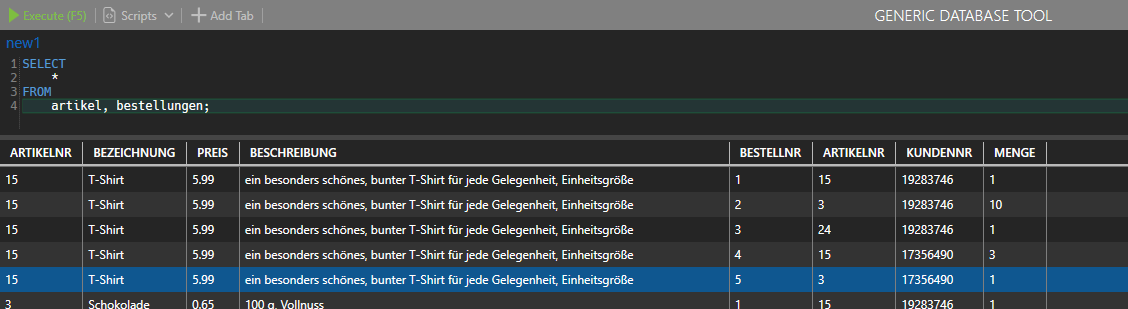 Execute (F5) Scripts Add Tab GENERIC DATABASE TOOL
new1
1 SELECT
2 *
3 FROM
4 artikel, bestellungen;
ARTIKELNR BEZEICHNUNG PREIS BESCHREIBUNG BESTELLNR ARTIKELNR KUNDENNR MENGE
15 T-Shirt 5.99 ein besonders schönes, bunter T-Shirt für jede Gelegenheit, Einheitsgröße 1 15 19283746 1
15 T-Shirt 5.99 ein besonders schönes, bunter T-Shirt für jede Gelegenheit, Einheitsgröße 2 3 19283746 10
15 T-Shirt 5.99 ein besonders schönes, bunter T-Shirt für jede Gelegenheit, Einheitsgröße 3 24 19283746 1
15 T-Shirt 5.99 ein besonders schönes, bunter T-Shirt für jede Gelegenheit, Einheitsgröße 4 15 17356490 3
15 T-Shirt 5.99 ein besonders schönes, bunter T-Shirt für jede Gelegenheit, Einheitsgröße 5 3 17356490 1
3 Schokolade 0.65 100 g, Vollnuss 1 15 19283746 1